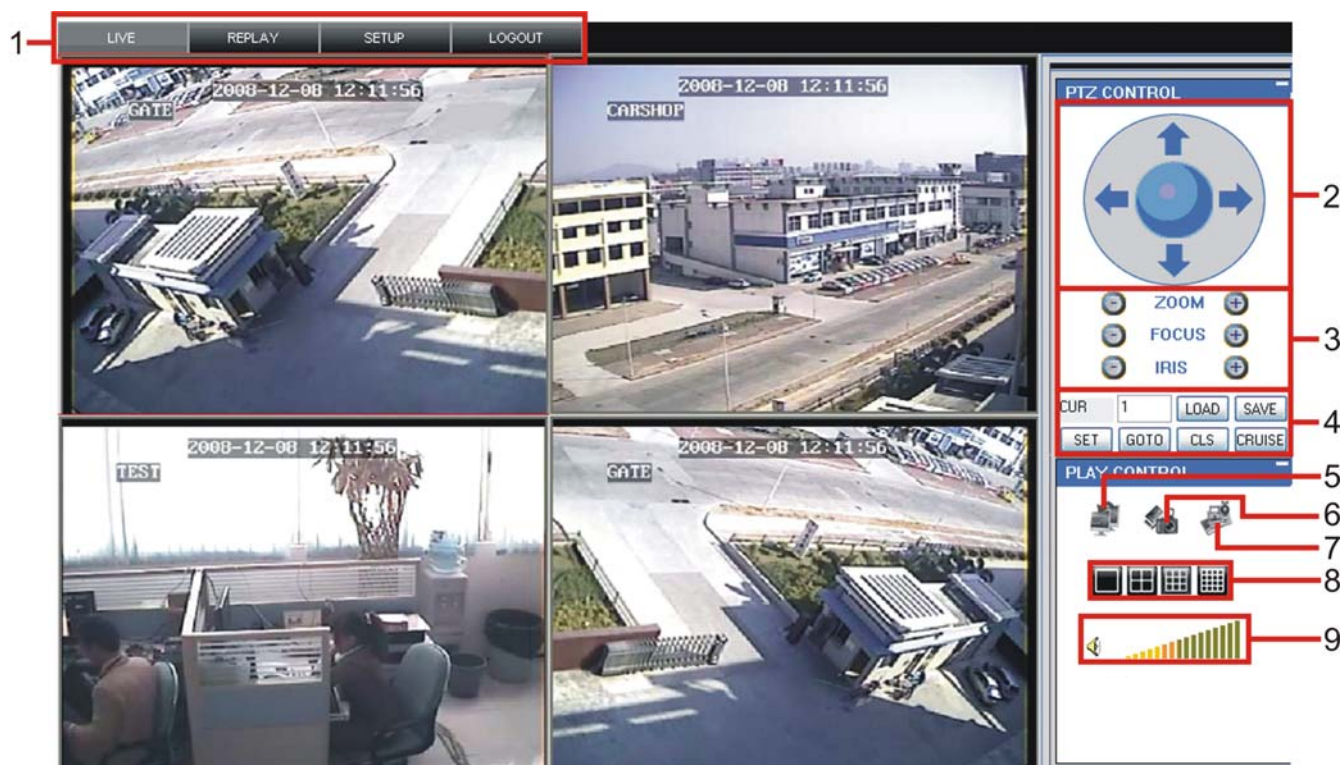 1
LIVE REPLAY SETUP LOGOUT
2008-12-08 12:11:56
GATE
2008-12-08 12:11:56
CARSHOP
2008-12-08 12:11:56
TEST
2008-12-08 12:11:56
GATE
PTZ CONTROL
2
- ZOOM +
- FOCUS +
- IRIS +
3
CUR 1 LOAD SAVE
SET GOTO CLS CRUISE
4
PLAY CONTROL
5
6
7
8
9